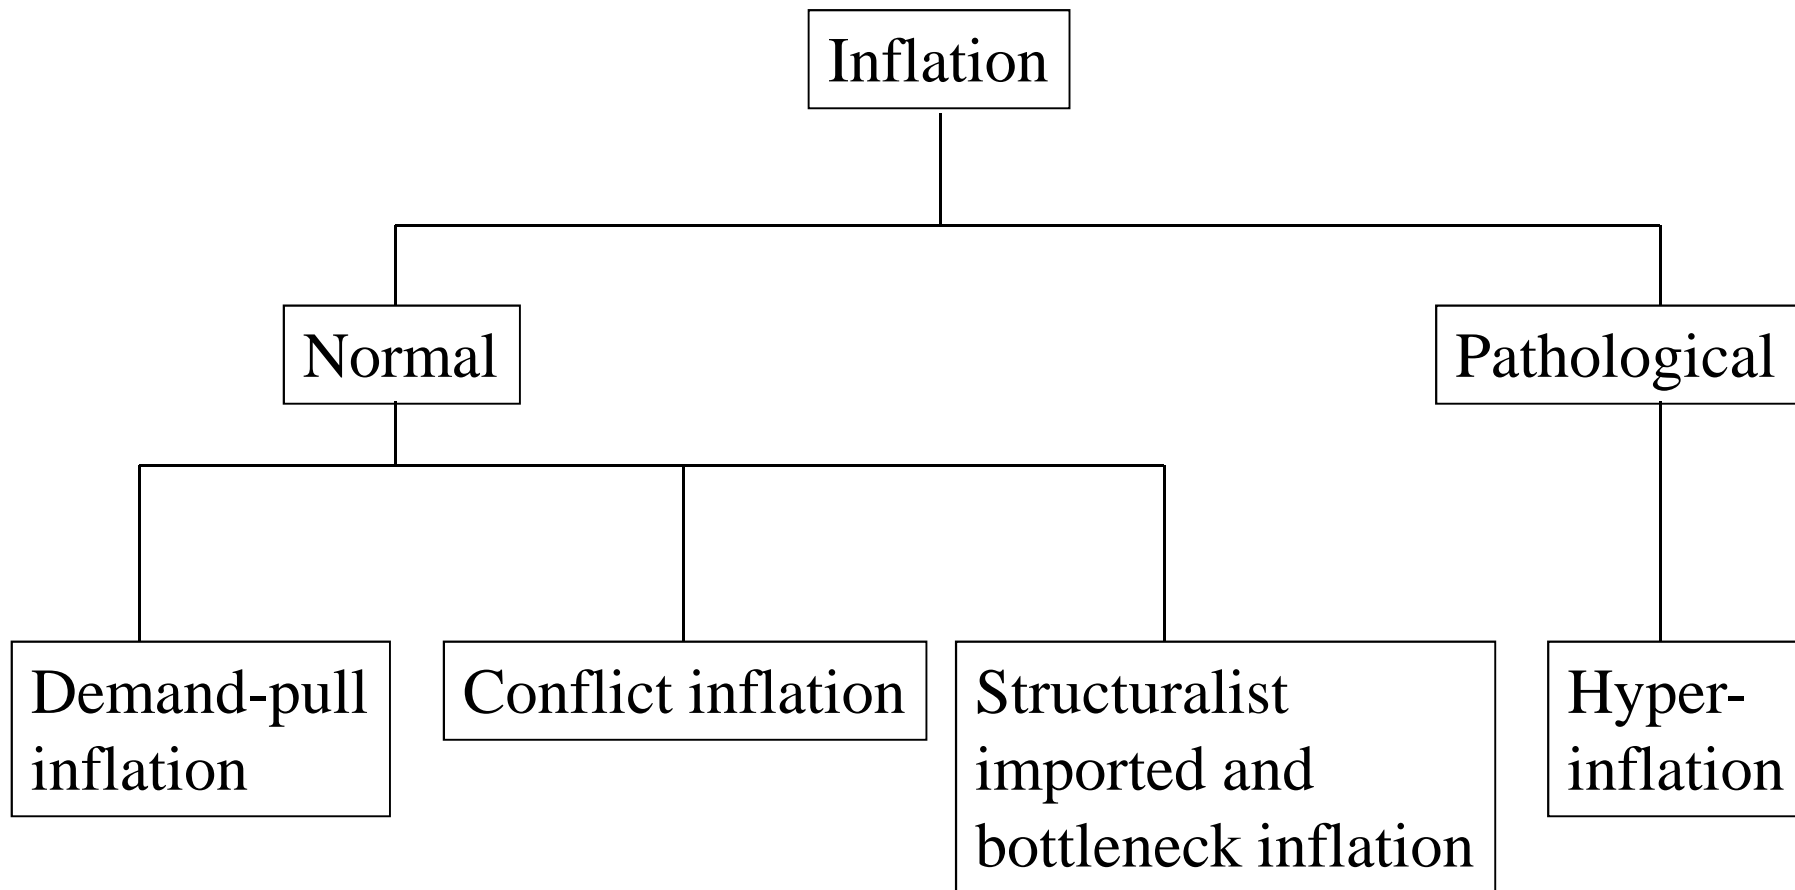 Inflation
Normal
Pathological
Demand-pull
inflation
Conflict inflation
Structuralist
imported and
bottleneck inflation
Hyper-
inflation